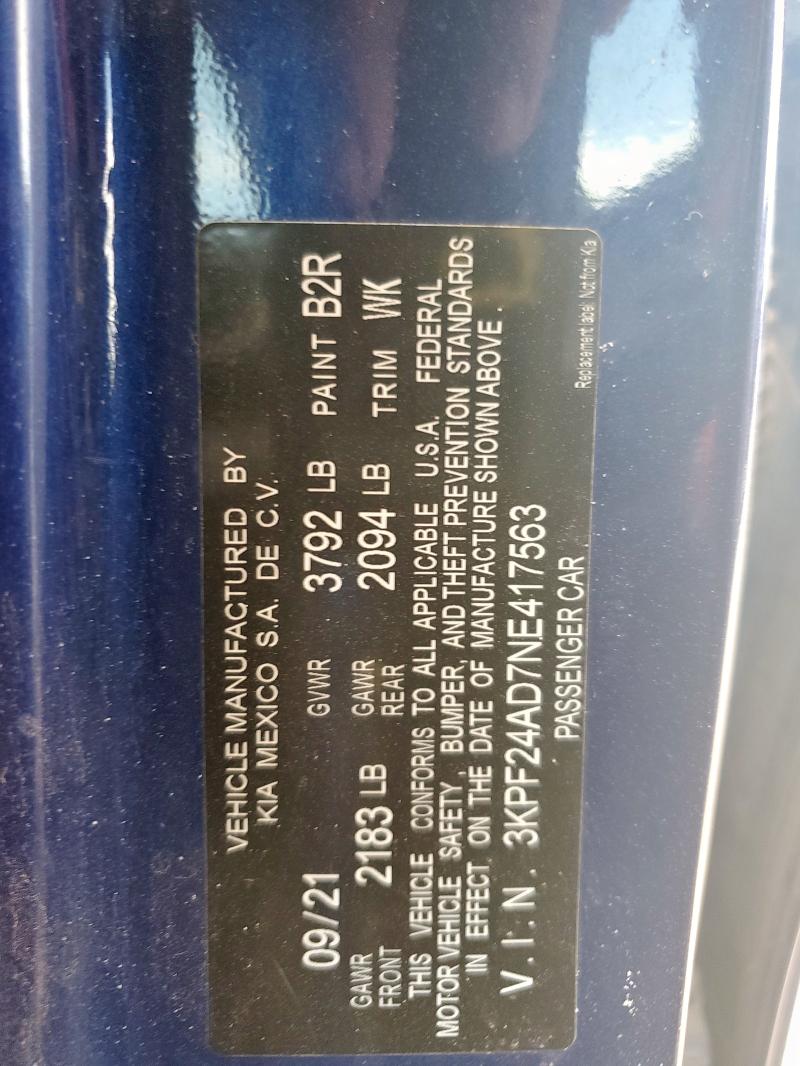 VEHICLE MANUFACTURED BY
KIA MEXICO S.A. DE C.V.
09/21 GVWR 3792 LB PAINT B2R
GAWR FRONT 2183 LB GAWR REAR 2094 LB TRIM WK
THIS VEHICLE CONFORMS TO ALL APPLICABLE U.S.A. FEDERAL
MOTOR VEHICLE SAFETY, BUMPER, AND THEFT PREVENTION STANDARDS
IN EFFECT ON THE DATE OF MANUFACTURE SHOWN ABOVE.
V.I.N. 3KPF24AD7NE417563
PASSENGER CAR
Replacement label: Not from Kia